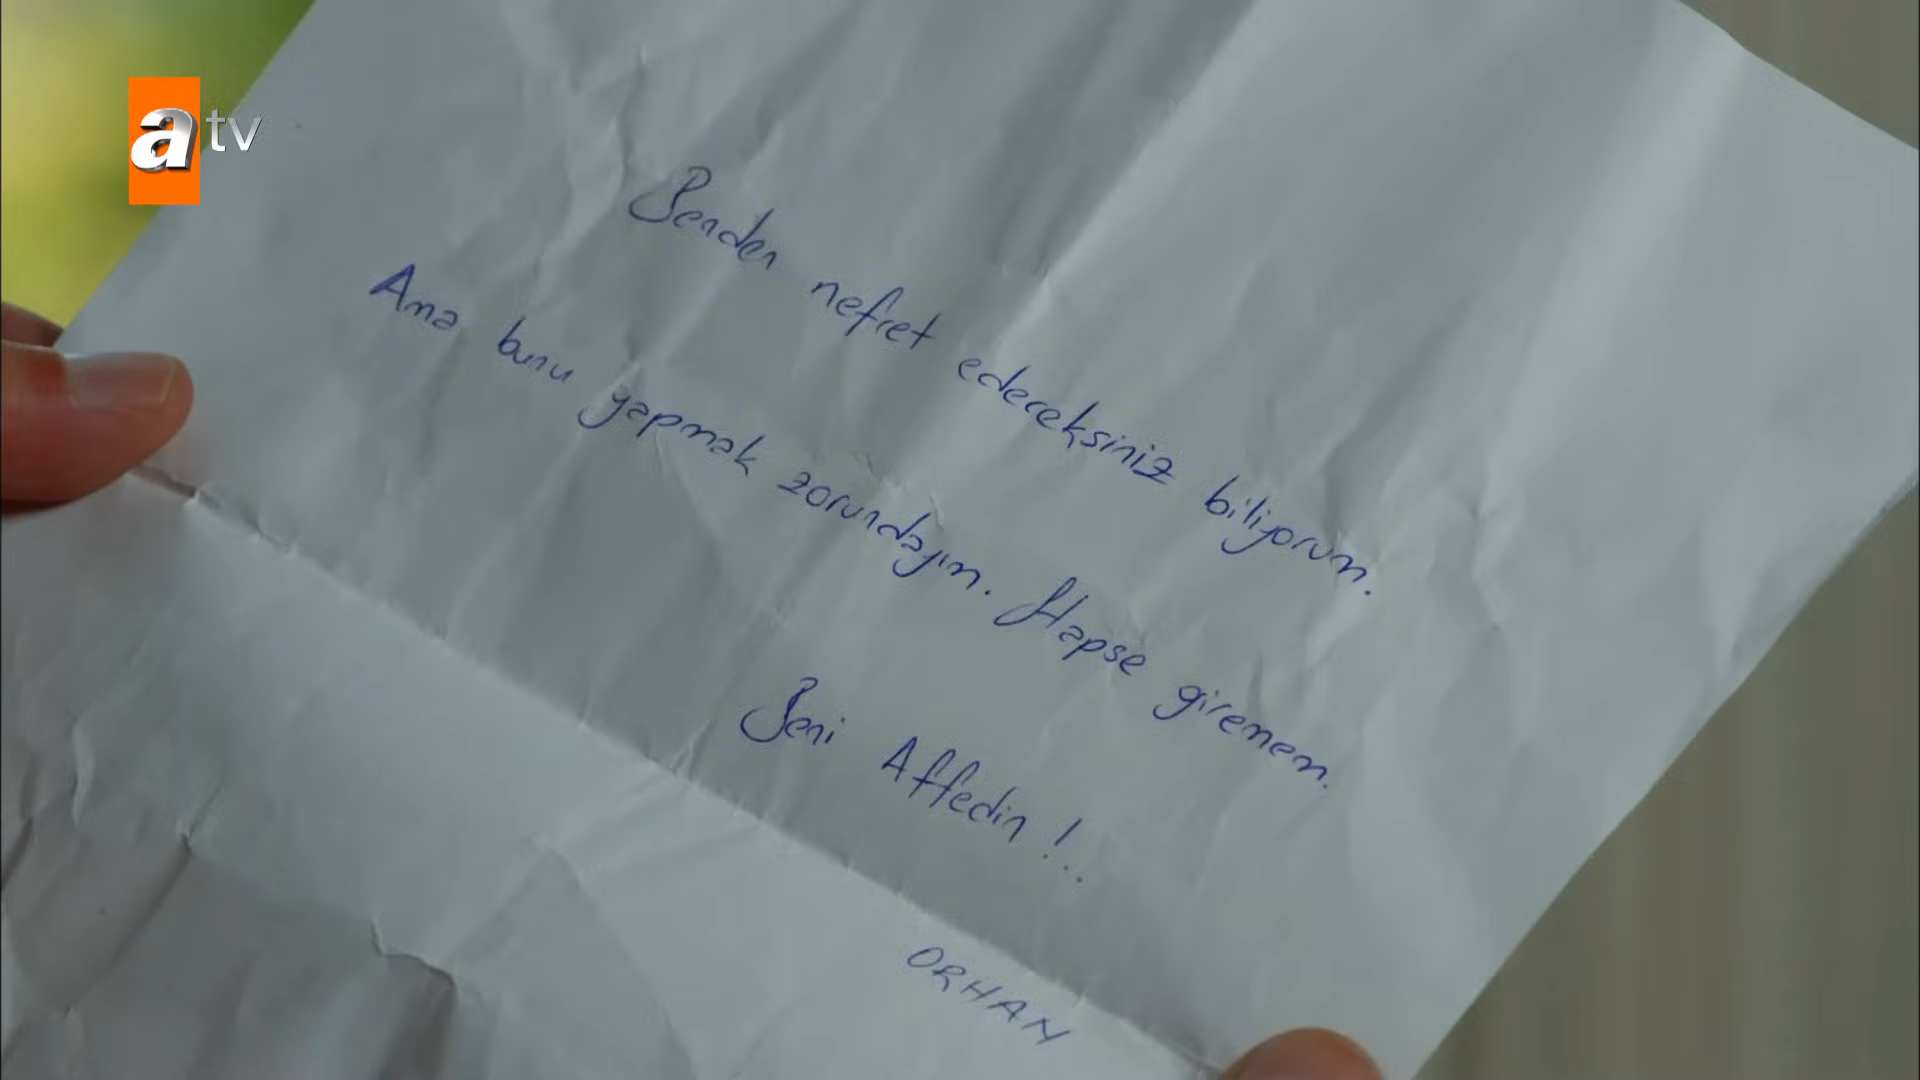 atv
Benden nefret edeceksiniz biliyorum.
Ama bunu yapmak zorundayım. Hapse giremem.
Beni Affedin !..
ORHAN